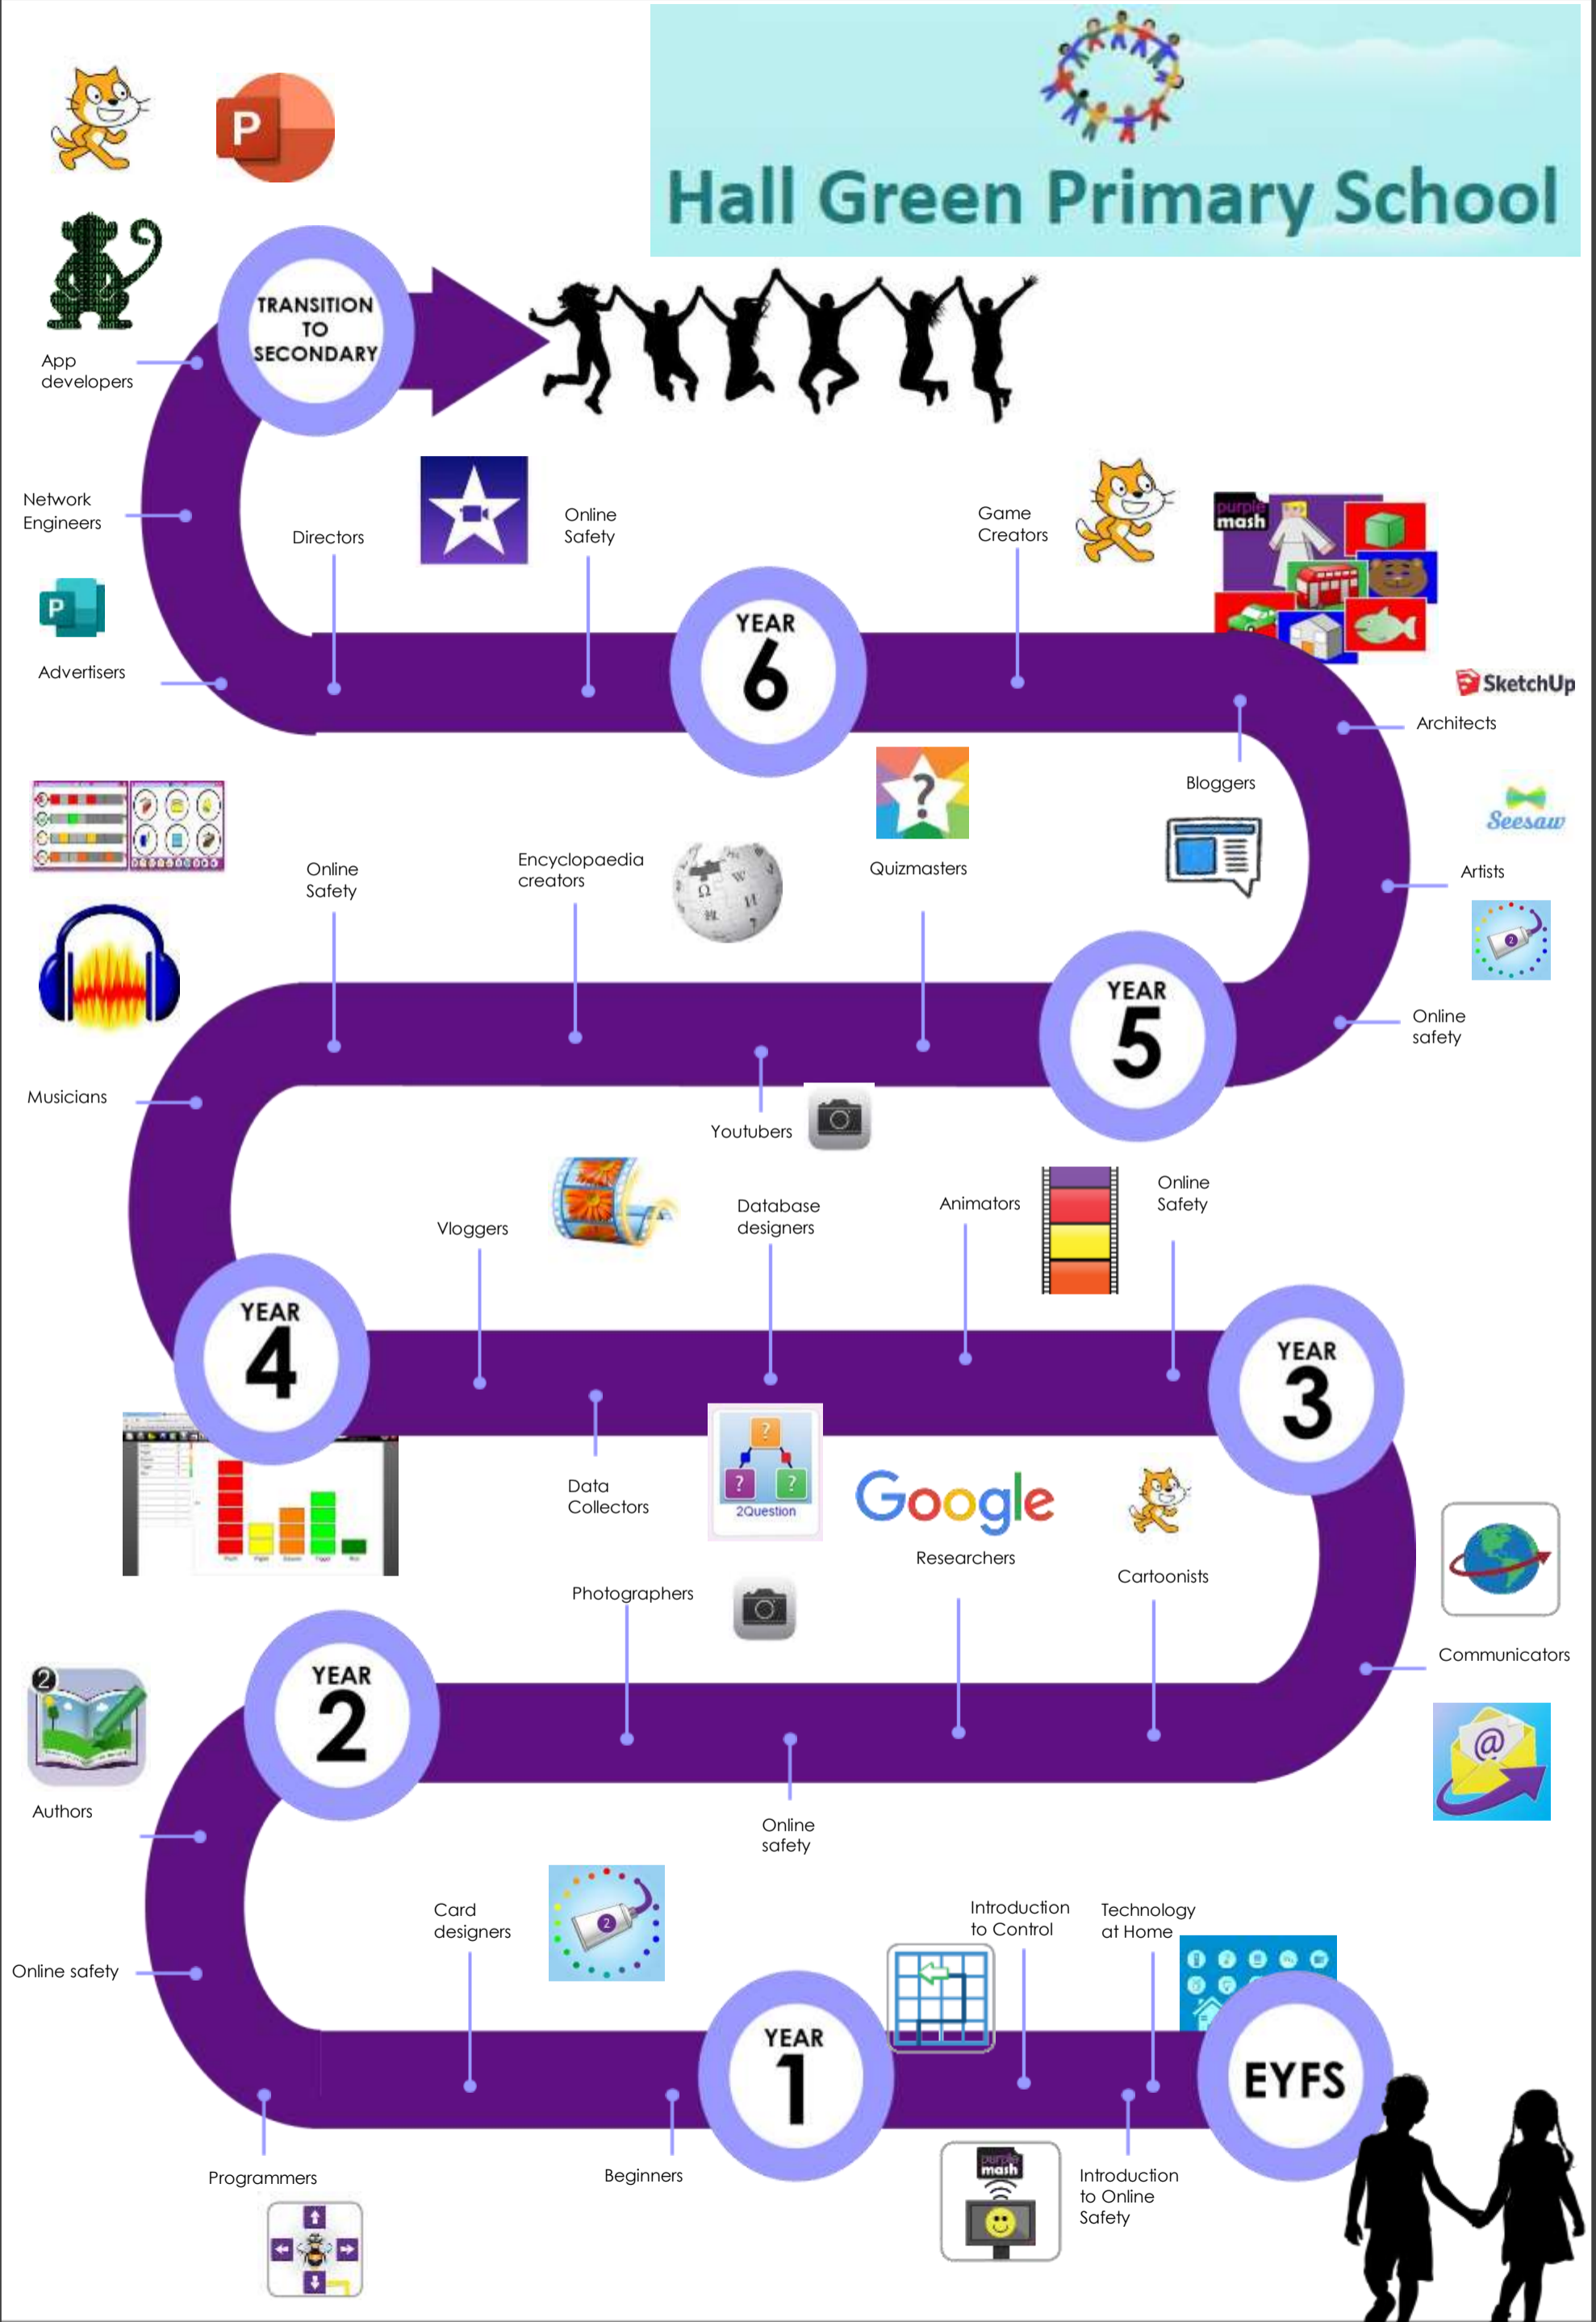 Hall Green Primary School
P
TRANSITION
TO
SECONDARY
App
developers
Network
Engineers
Directors
Online
Safety
Game
Creators
purple
mash
P
Advertisers
YEAR
6
SketchUp
Architects
Bloggers
Seesaw
Artists
2
Online
safety
Quizmasters
?
Encyclopaedia
creators
Ω
W
И
Online
Safety
YEAR
5
Musicians
Youtubers
Vloggers
Database
designers
Animators
Online
Safety
YEAR
4
YEAR
3
Data
Collectors
?
? ?
2Question
Google
Researchers
Cartoonists
Photographers
Communicators
@
YEAR
2
2
Authors
Online
safety
Card
designers
2
Introduction
to Control
Technology
at Home
Online safety
YEAR
1
EYFS
Programmers
Beginners
purple
mash
Introduction
to Online
Safety